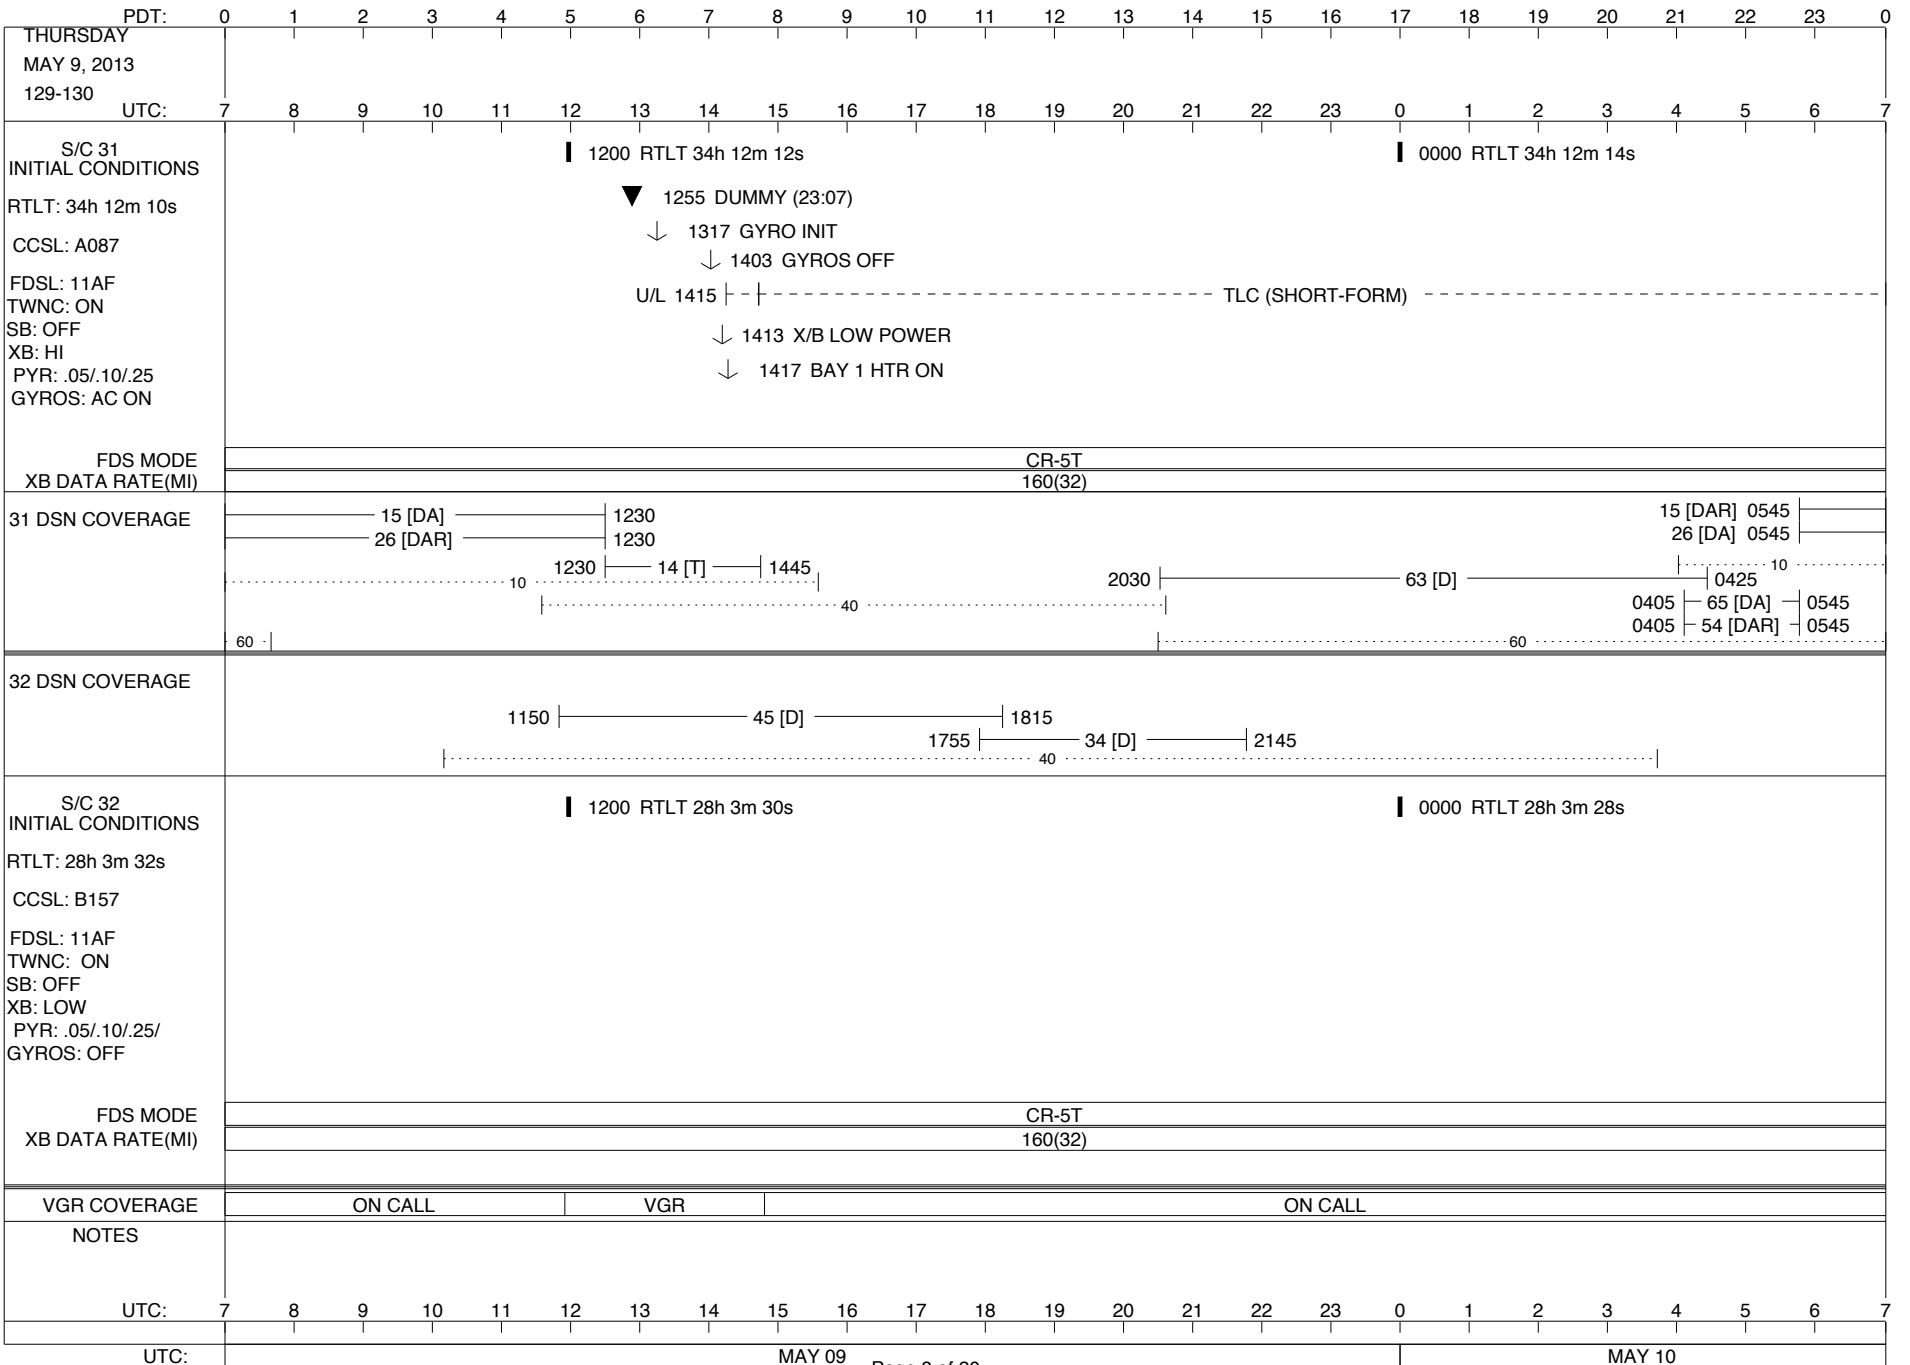 PDT: 0 1 2 3 4 5 6 7 8 9 10 11 12 13 14 15 16 17 18 19 20 21 22 23 0
THURSDAY
MAY 9, 2013
129-130
UTC: 7 8 9 10 11 12 13 14 15 16 17 18 19 20 21 22 23 0 1 2 3 4 5 6 7
S/C 31
INITIAL CONDITIONS
RTLT: 34h 12m 10s
CCSL: A087
FDSL: 11AF
TWNC: ON
SB: OFF
XB: HI
PYR: .05/.10/.25
GYROS: AC ON
1200 RTLT 34h 12m 12s
0000 RTLT 34h 12m 14s
1255 DUMMY (23:07)
1317 GYRO INIT
1403 GYROS OFF
U/L 1415 TLC (SHORT-FORM)
1413 X/B LOW POWER
1417 BAY 1 HTR ON
FDS MODE CR-5T
XB DATA RATE(MI) 160(32)
31 DSN COVERAGE
15 [DA] 1230
15 [DAR] 0545
26 [DAR] 1230
26 [DA] 0545
1230 14 [T] 1445
10
10
2030 63 [D] 0425
40
0405 65 [DA] 0545
0405 54 [DAR] 0545
60
60
32 DSN COVERAGE
1150 45 [D] 1815
1755 34 [D] 2145
40
S/C 32
INITIAL CONDITIONS
RTLT: 28h 3m 32s
CCSL: B157
FDSL: 11AF
TWNC: ON
SB: OFF
XB: LOW
PYR: .05/.10/.25/
GYROS: OFF
1200 RTLT 28h 3m 30s
0000 RTLT 28h 3m 28s
FDS MODE CR-5T
XB DATA RATE(MI) 160(32)
VGR COVERAGE ON CALL VGR ON CALL
NOTES
UTC: 7 8 9 10 11 12 13 14 15 16 17 18 19 20 21 22 23 0 1 2 3 4 5 6 7
UTC: MAY 09 MAY 10